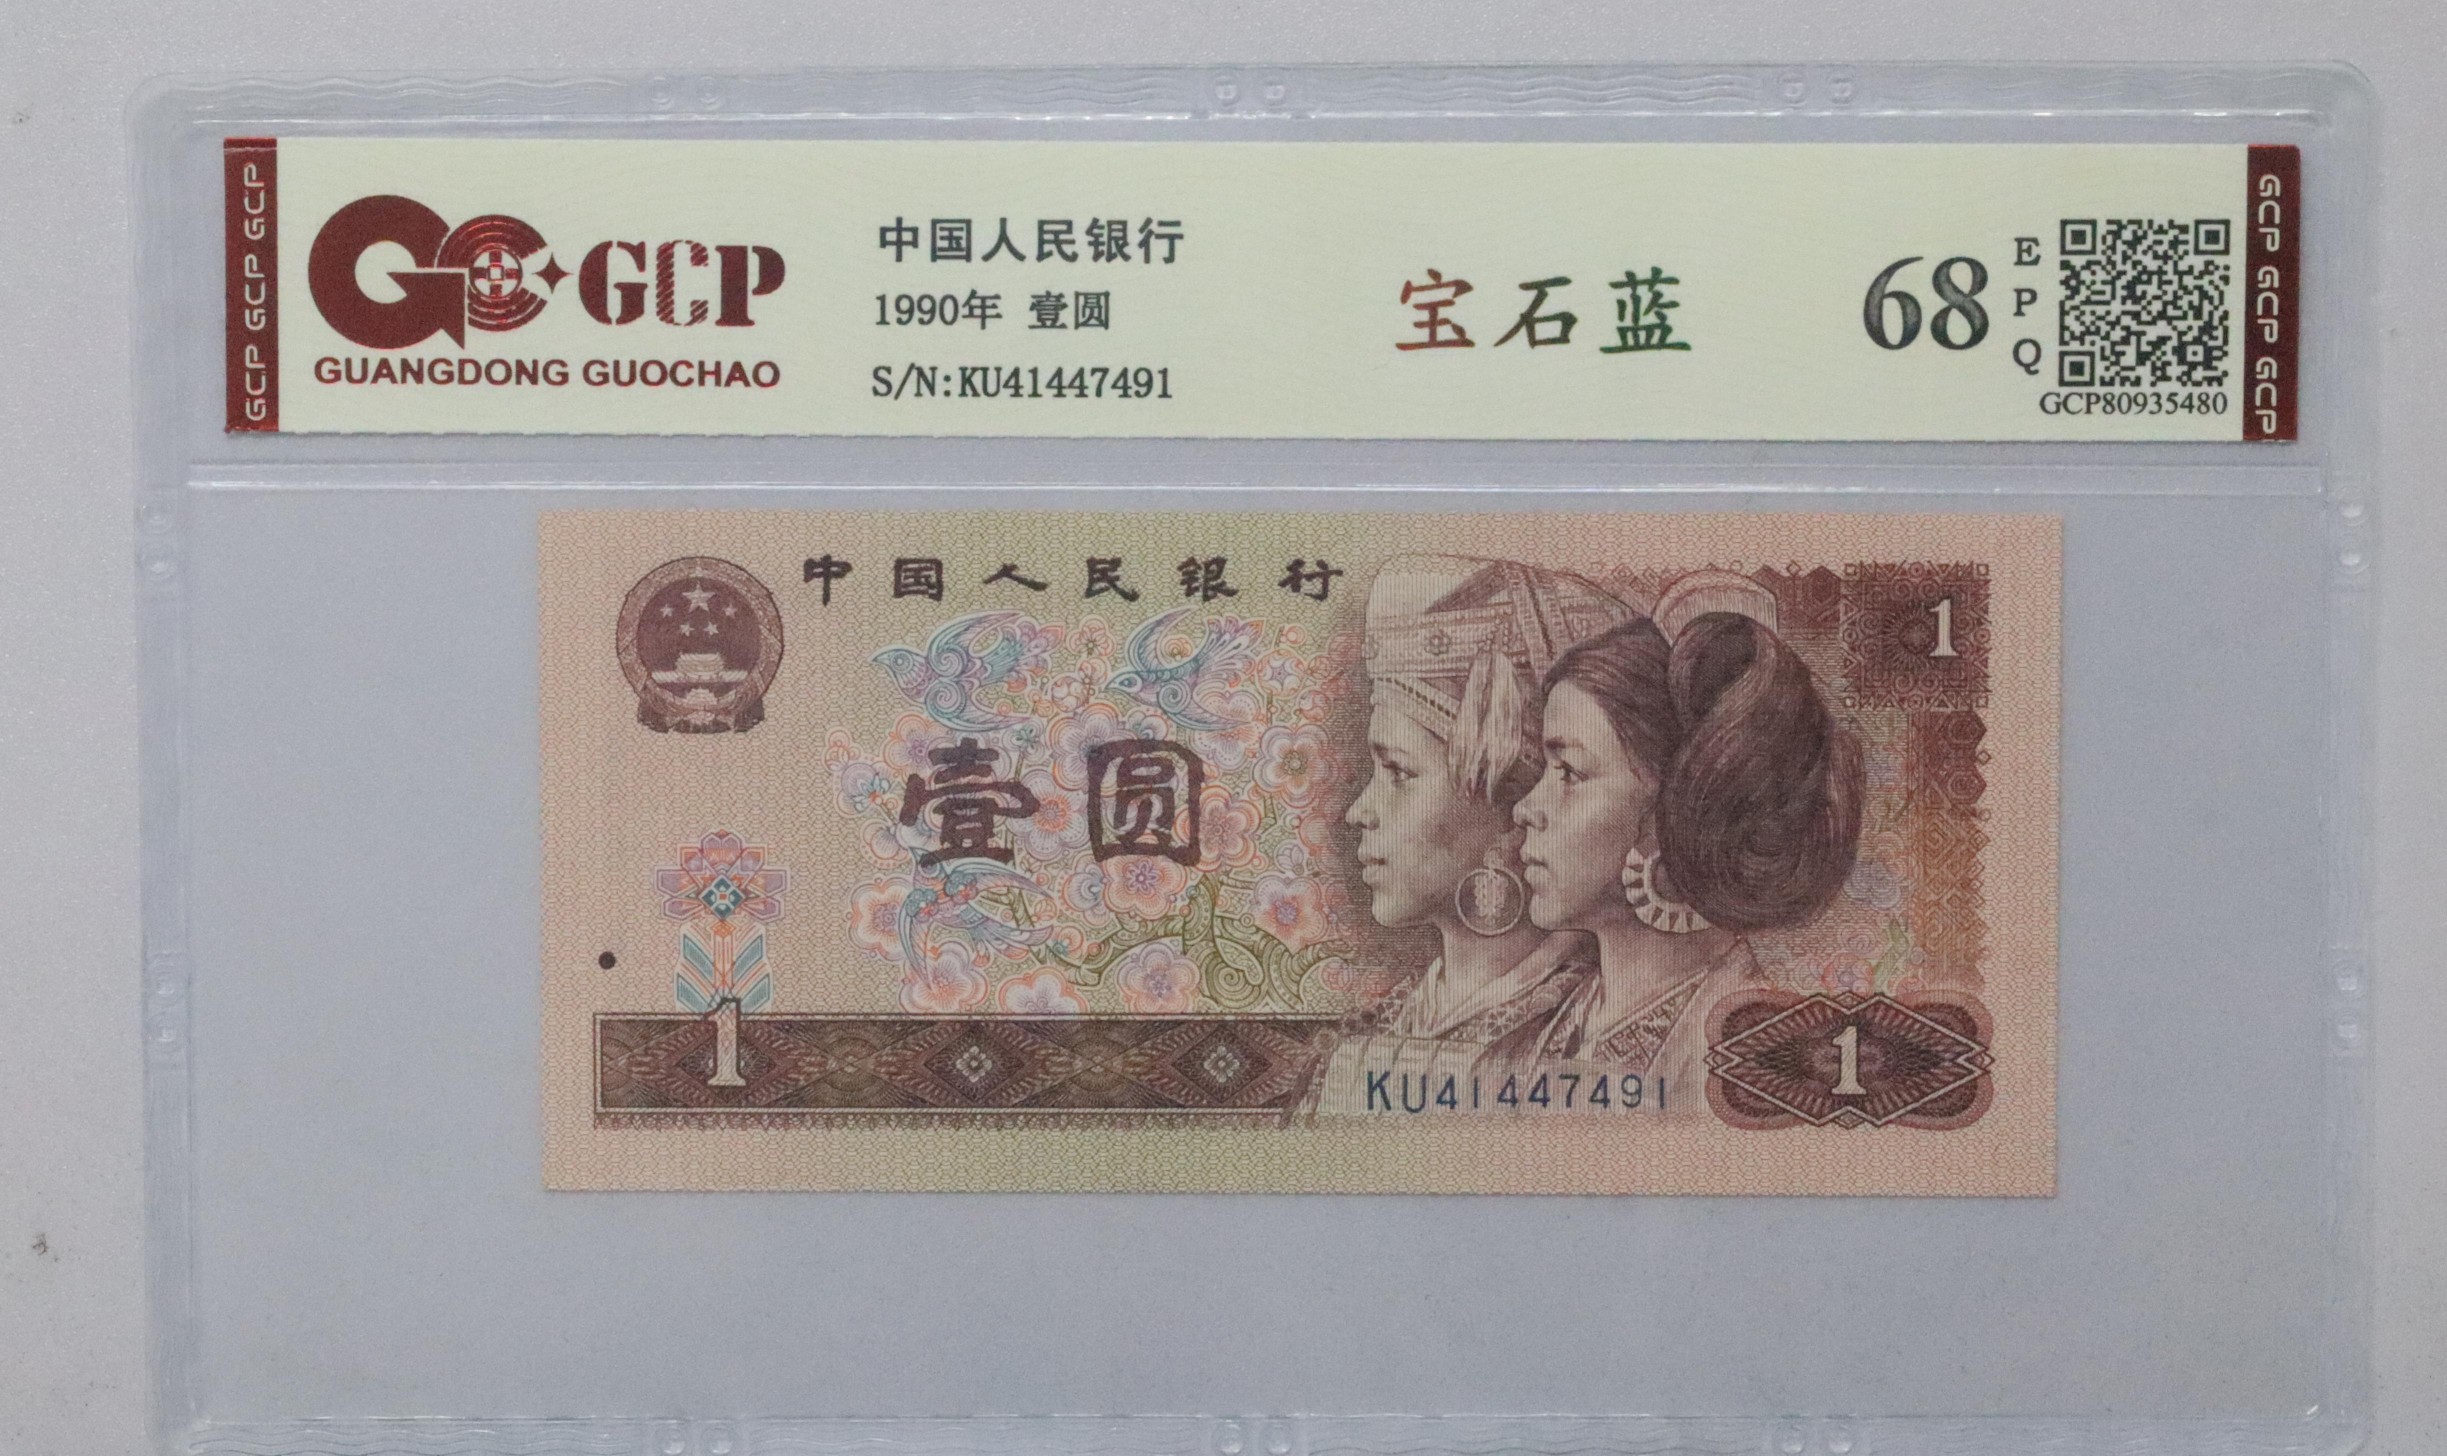 GCP GCP GCP
GCP
GUANGDONG GUOCHAO
中国人民银行
1990年 壹圆
S/N:KU41447491
宝石蓝
68
E
P
Q
GCP80935480
GCP GCP GCP
中国人民银行
1
壹圆
1
1
KU41447491